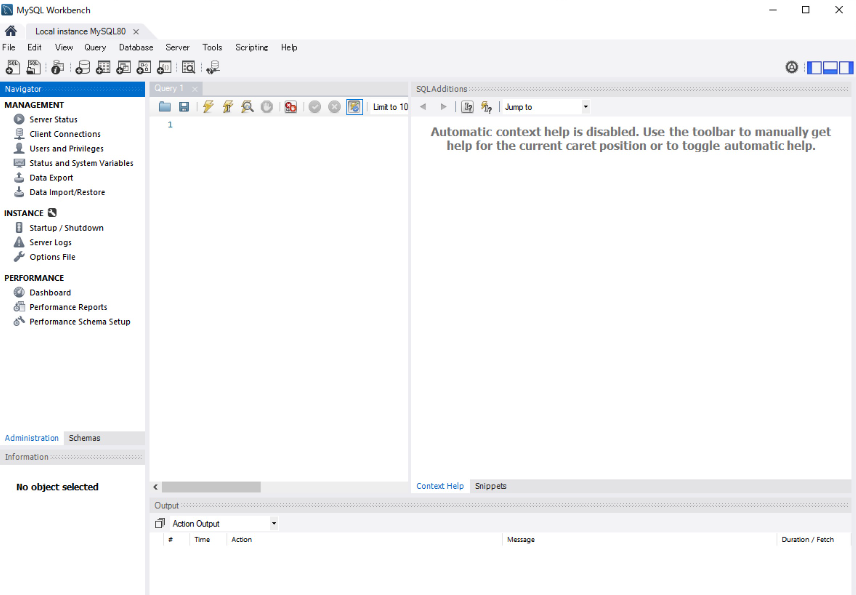 MySQL Workbench
Local instance MySQL80
File Edit View Query Database Server Tools Scripting Help
Navigator
MANAGEMENT
Server Status
Client Connections
Users and Privileges
Status and System Variables
Data Export
Data Import/Restore
INSTANCE
Startup / Shutdown
Server Logs
Options File
PERFORMANCE
Dashboard
Performance Reports
Performance Schema Setup
Administration Schemas
Information
No object selected
Query 1
Limit to 10
1
SQLAdditions
Jump to
Automatic context help is disabled. Use the toolbar to manually get
help for the current caret position or to toggle automatic help.
Context Help Snippets
Output
Action Output
# Time Action Message Duration / Fetch